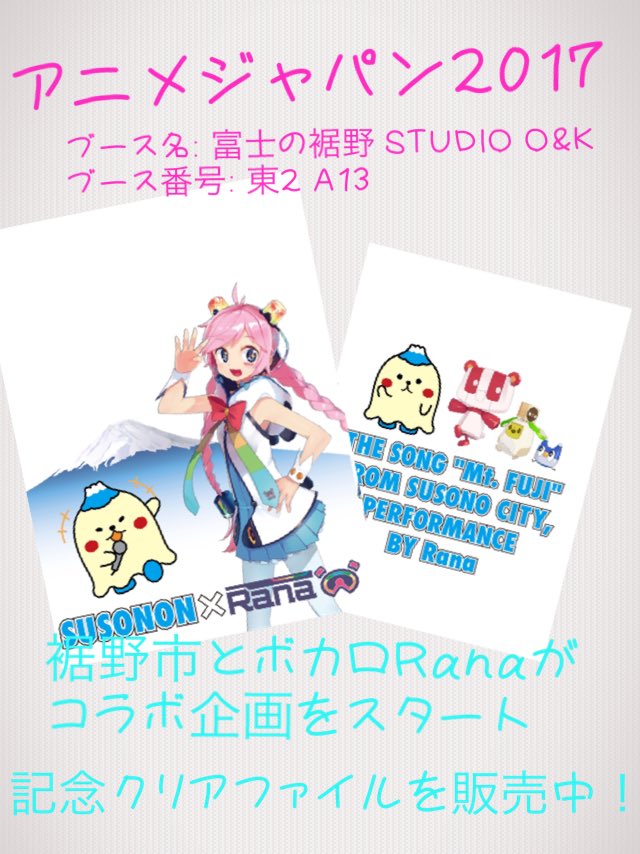 アニメジャパン2017
ブース名: 富士の裾野 STUDIO O&K
ブース番号: 東2 A13
SUSONON×Rana
THE SONG "Mt. FUJI"
FROM SUSONO CITY,
PERFORMANCE
BY Rana
裾野市とボカロRanaが
コラボ企画をスタート
記念クリアファイルを販売中！